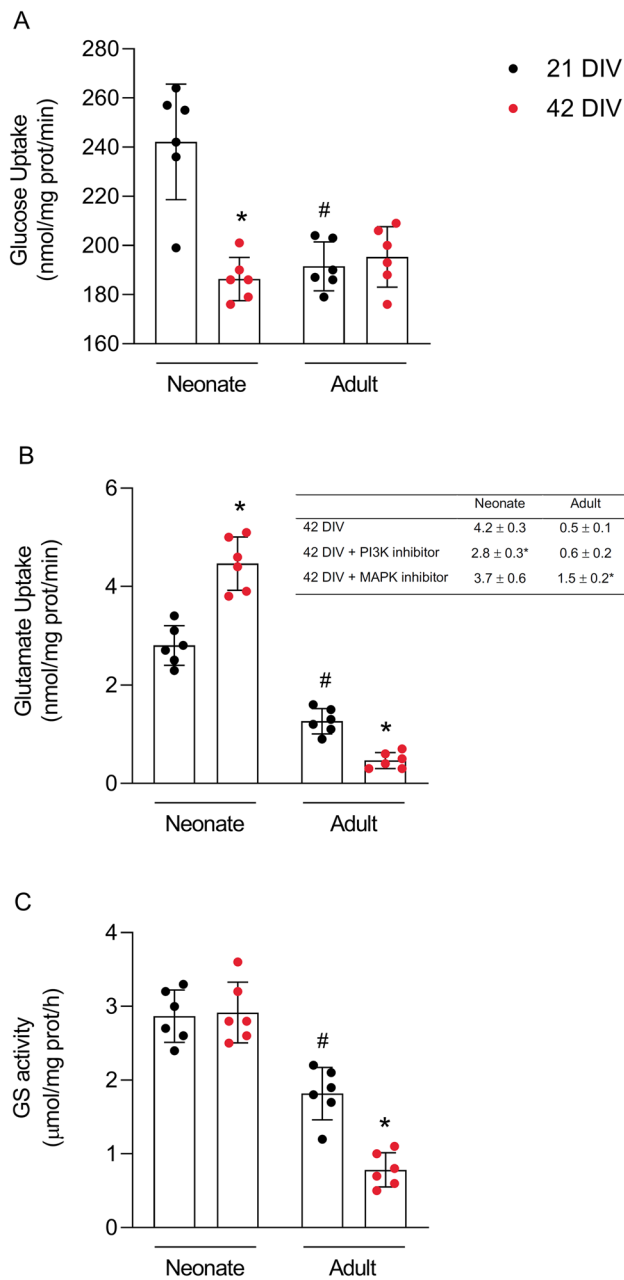 A
21 DIV
42 DIV
Glucose Uptake
(nmol/mg prot/min)
260
240
220
200
180
160
*
#
Neonate Adult
B
Glutamate Uptake
(nmol/mg prot/min)
6
4
2
0
*
#
*
Neonate Adult
42 DIV 4.2 ± 0.3 0.5 ± 0.1
42 DIV + PI3K inhibitor 2.8 ± 0.3* 0.6 ± 0.2
42 DIV + MAPK inhibitor 3.7 ± 0.6 1.5 ± 0.2*
Neonate Adult
C
GS activity
(μmol/mg prot/h)
4
3
2
1
0
#
*
Neonate Adult